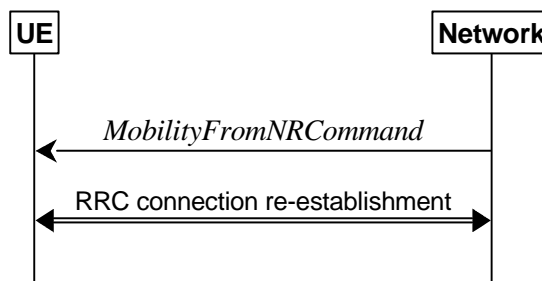 UE
Network
MobilityFromNRCommand
RRC connection re-establishment